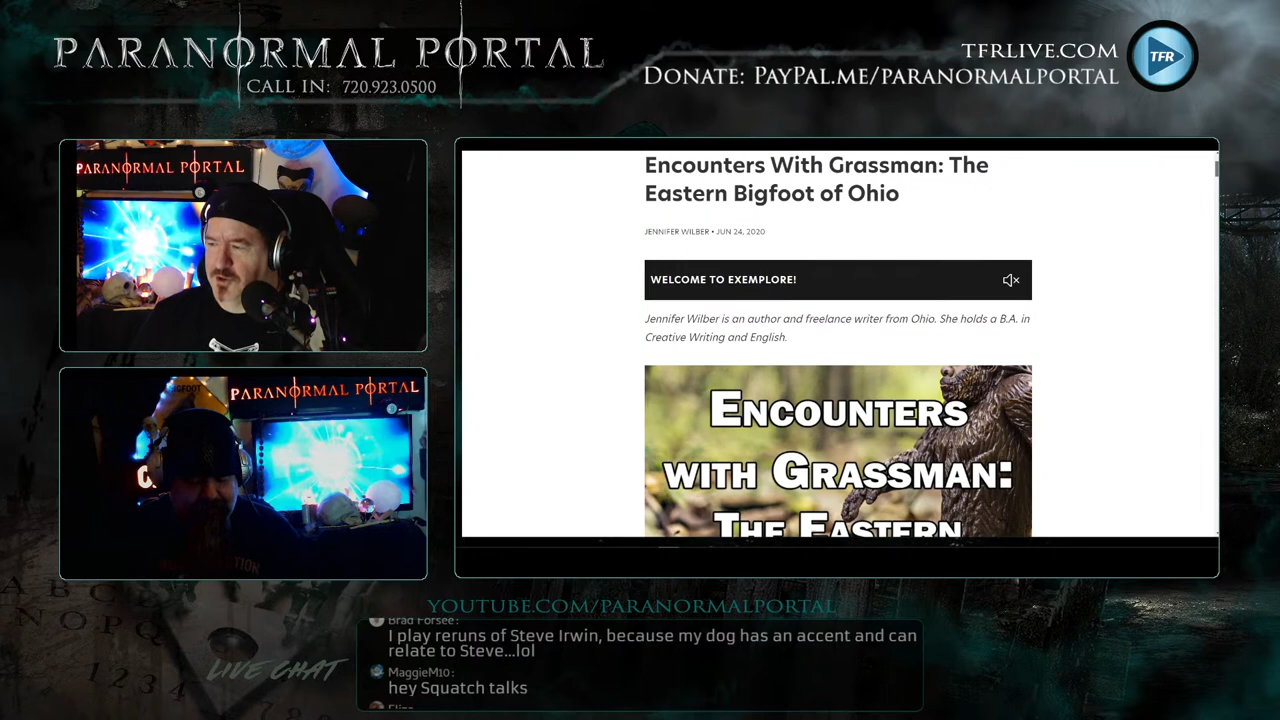 PARANORMAL PORTAL
CALL IN: 720.923.0500
TFRLIVE.COM
DONATE: PAYPAL.ME/PARANORMALPORTAL
TFR
PARANORMAL PORTAL
PARANORMAL PORTAL
Encounters With Grassman: The
Eastern Bigfoot of Ohio
JENNIFER WILBER • JUN 24, 2020
WELCOME TO EXEMPLORE!
Jennifer Wilber is an author and freelance writer from Ohio. She holds a B.A. in
Creative Writing and English.
ENCOUNTERS
WITH GRASSMAN:
THE EASTERN
YOUTUBE.COM/PARANORMALPORTAL
LIVE CHAT
Brad Forsee:
I play reruns of Steve Irwin, because my dog has an accent and can
relate to Steve...lol
MaggieM10:
hey Squatch talks